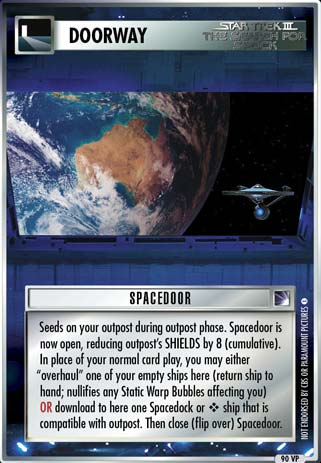 DOORWAY
STAR TREK III
THE SEARCH FOR
SPOCK
SPACEDOOR
Seeds on your outpost during outpost phase. Spacedoor is
now open, reducing outpost's SHIELDS by 8 (cumulative).
In place of your normal card play, you may either
"overhaul" one of your empty ships here (return ship to
hand; nullifies any Static Warp Bubbles affecting you)
OR download to here one Spacedock or ❖ ship that is
compatible with outpost. Then close (flip over) Spacedoor.
NOT ENDORSED BY CBS OR PARAMOUNT PICTURES
90 VP